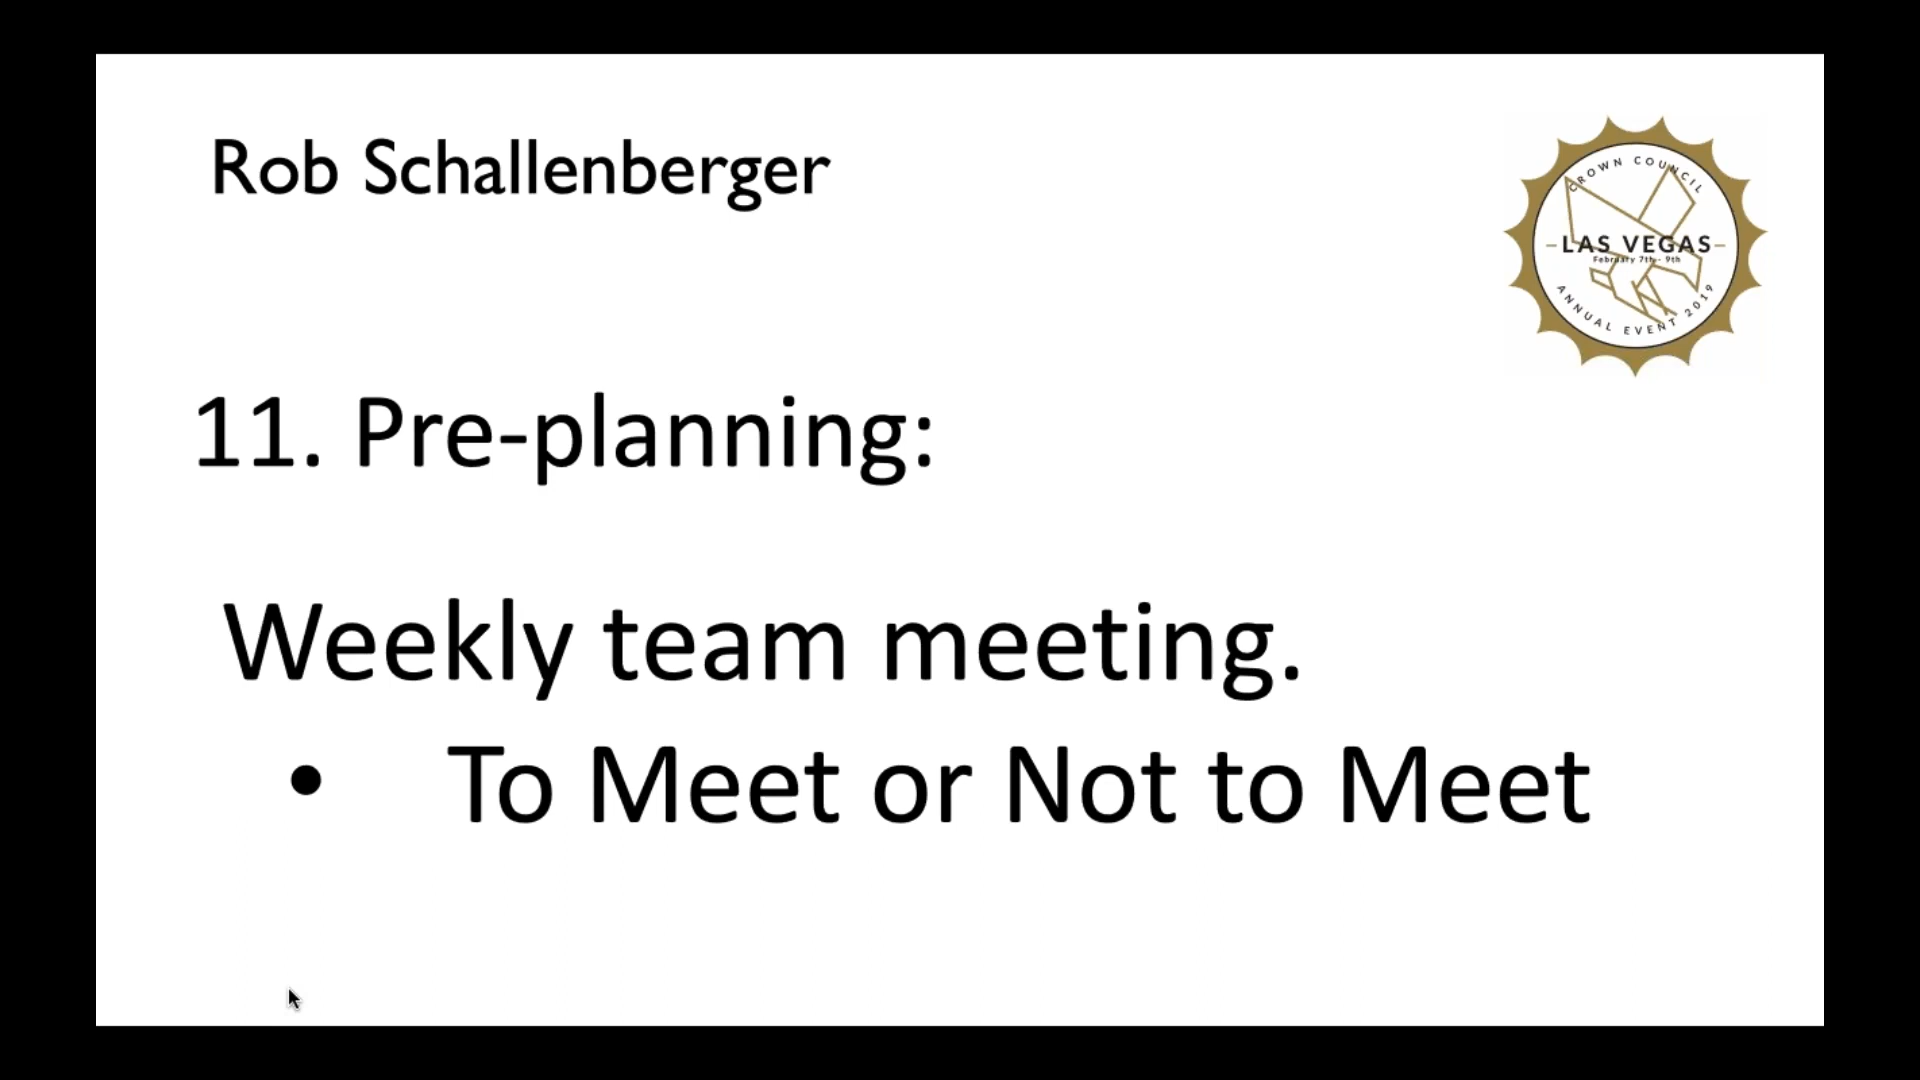 Rob Schallenberger
CROWN COUNCIL
LAS VEGAS
February 7th - 9th
ANNUAL EVENT 2019
11. Pre-planning:
Weekly team meeting.
• To Meet or Not to Meet